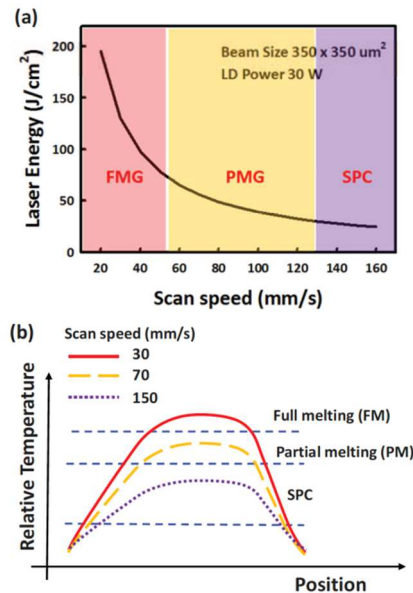 (a)
Beam Size 350 x 350 um²
LD Power 30 W
Laser Energy (J/cm²)
200
150
100
50
0
FMG
PMG
SPC
20 40 60 80 100 120 140 160
Scan speed (mm/s)
(b)
Scan speed (mm/s)
30
70
150
Relative Temperature
Full melting (FM)
Partial melting (PM)
SPC
Position